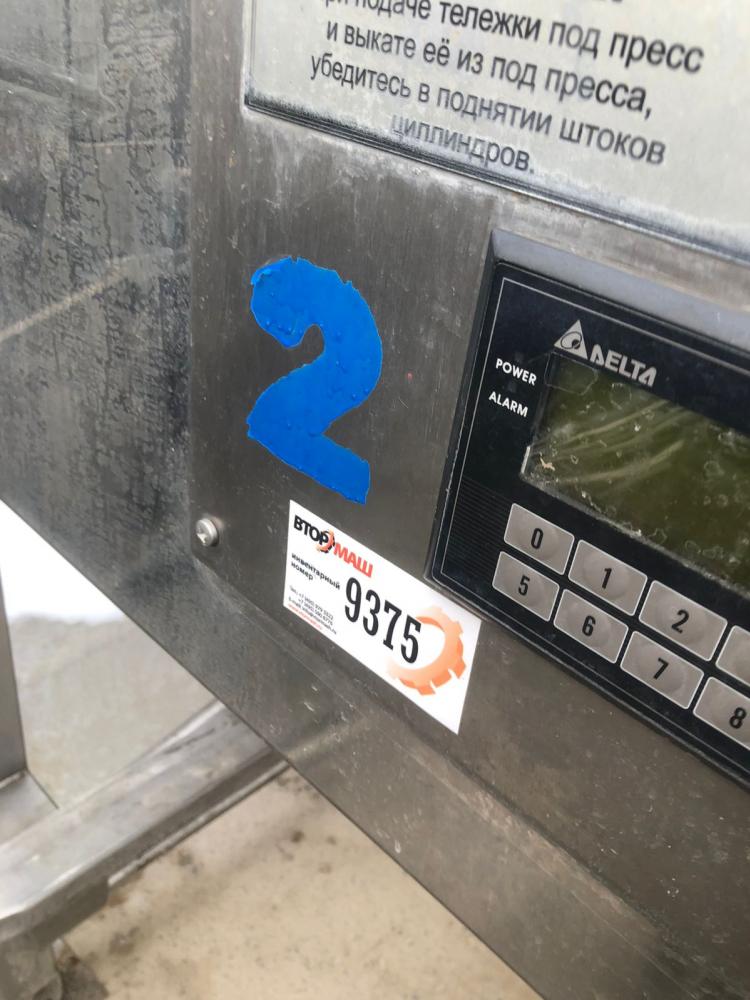 подаче тележки под пресс
и выкате её из под пресса,
убедитесь в поднятии штоков
циллиндров.
2
DELTA
POWER
ALARM
0 1 2
5 6 7 8
ВТОРМАШ
инвентарный
номер
9375